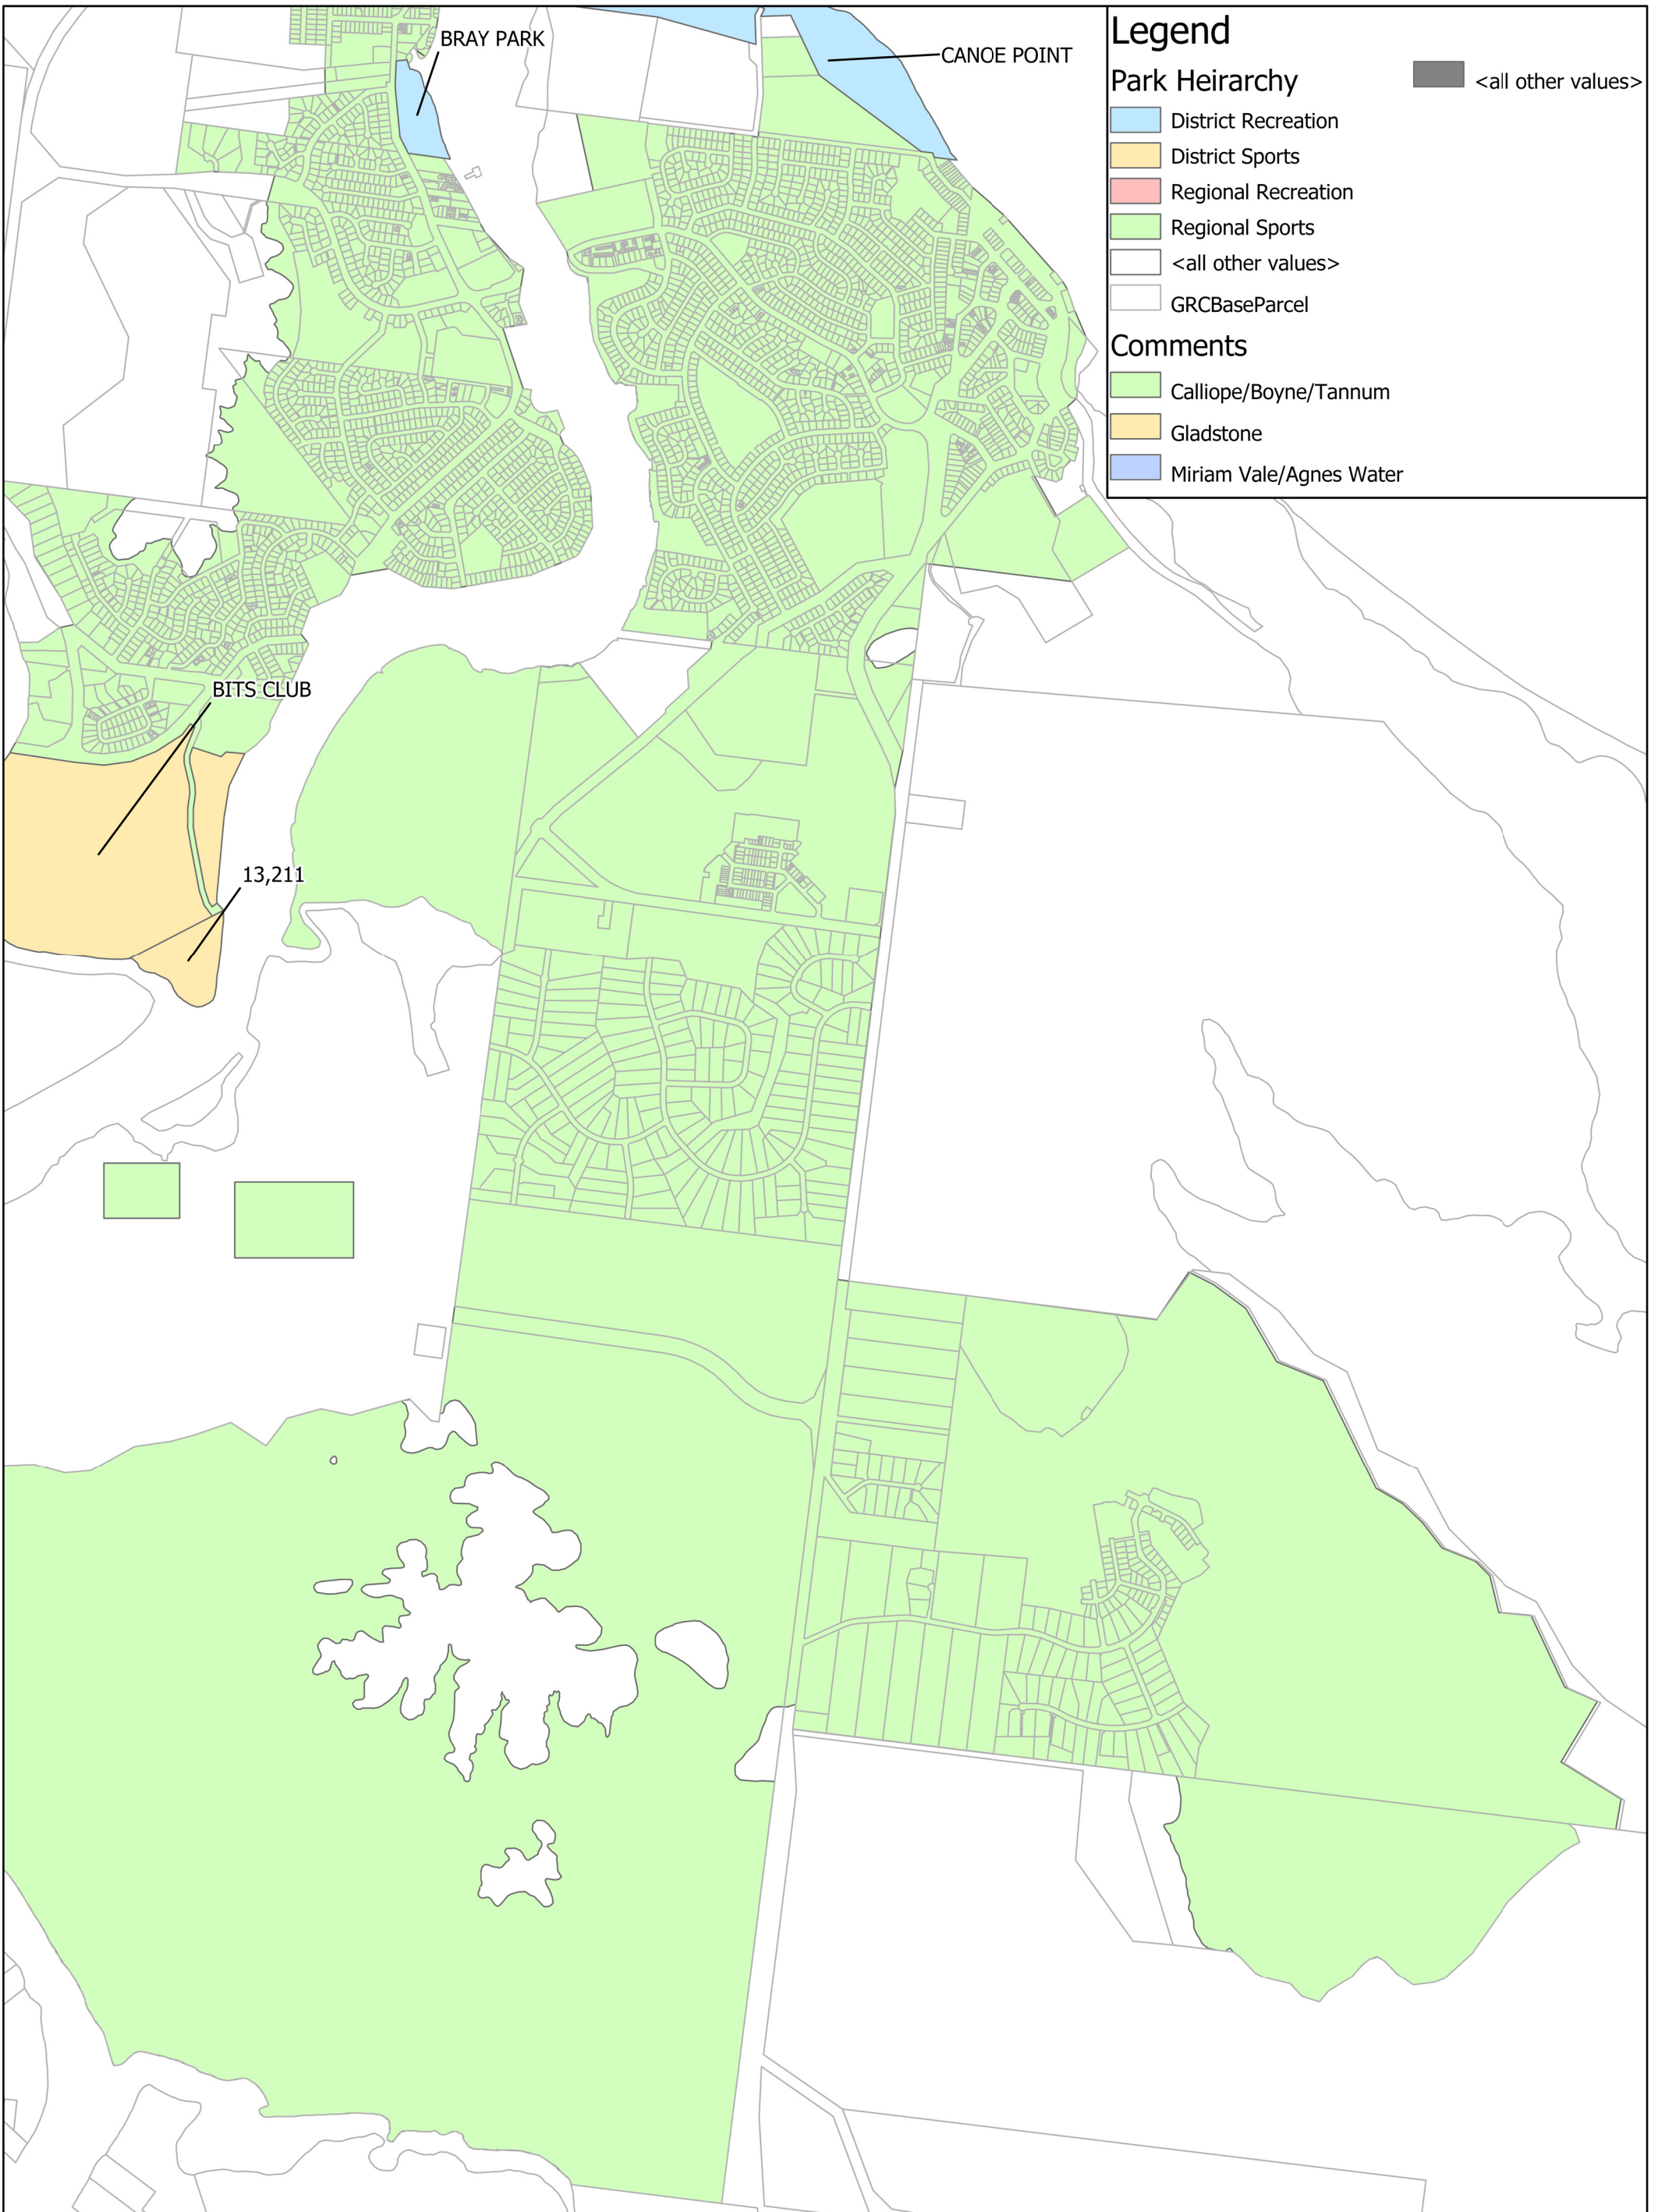 BRAY PARK
CANOE POINT
BITS CLUB
13,211
Legend
Park Heirarchy
<all other values>
District Recreation
District Sports
Regional Recreation
Regional Sports
<all other values>
GRCBaseParcel
Comments
Calliope/Boyne/Tannum
Gladstone
Miriam Vale/Agnes Water